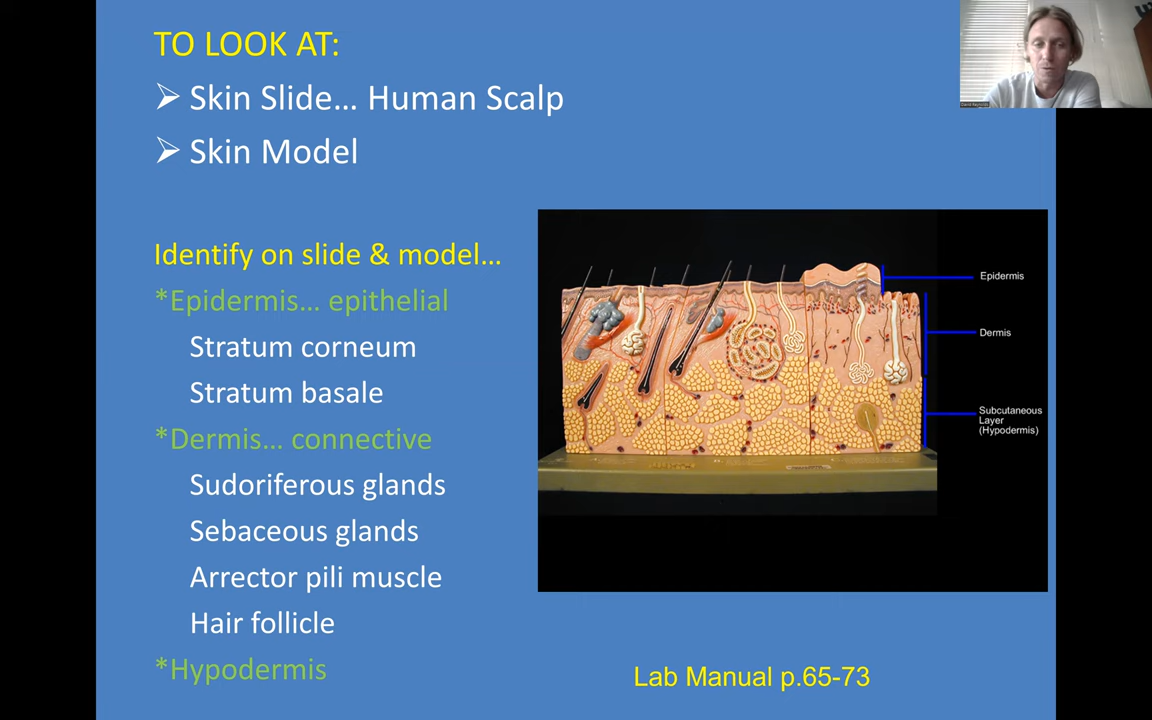 TO LOOK AT:
➢ Skin Slide… Human Scalp
➢ Skin Model
Identify on slide & model…
*Epidermis… epithelial
Stratum corneum
Stratum basale
*Dermis… connective
Sudoriferous glands
Sebaceous glands
Arrector pili muscle
Hair follicle
*Hypodermis
Epidermis
Dermis
Subcutaneous
Layer
(Hypodermis)
Lab Manual p.65-73
David Reynolds